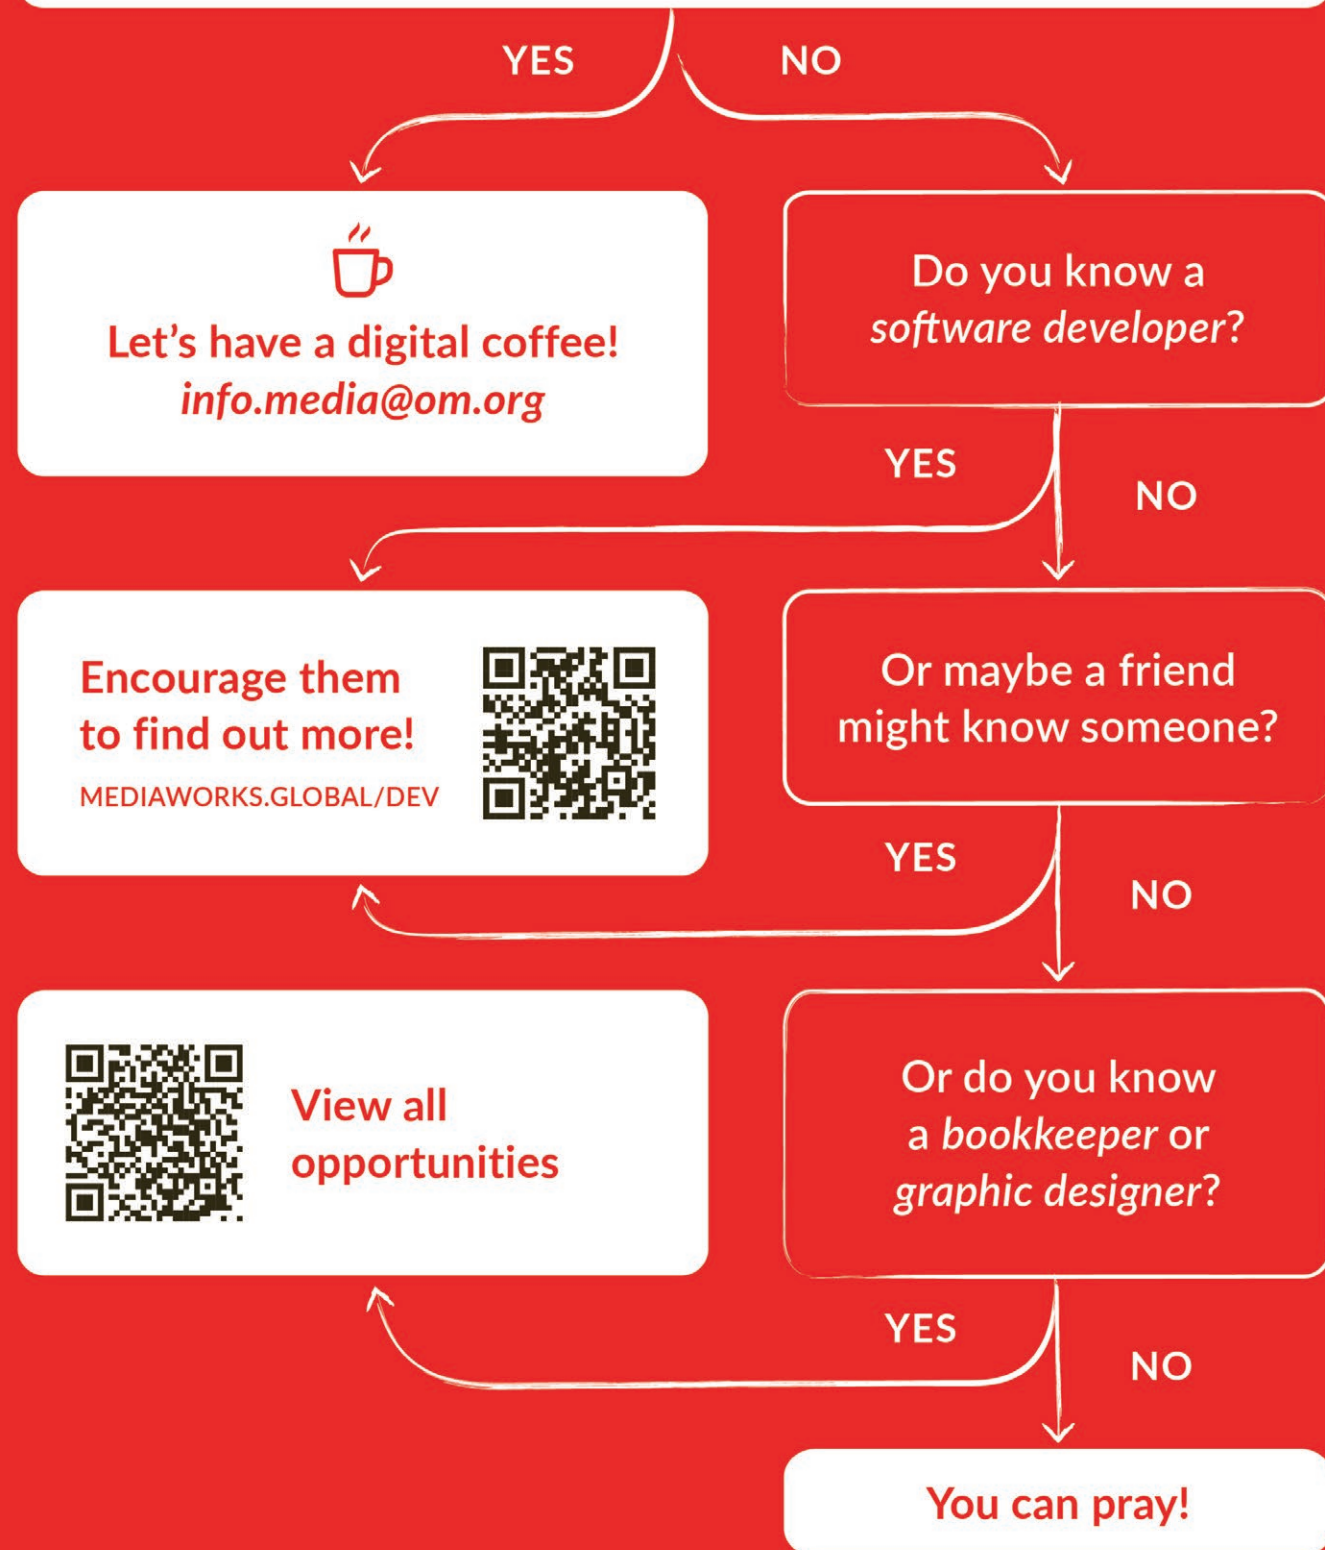 YES
NO
Let’s have a digital coffee!
info.media@om.org
Do you know a
software developer?
YES
NO
Encourage them
to find out more!
MEDIAWORKS.GLOBAL/DEV
Or maybe a friend
might know someone?
YES
NO
View all
opportunities
Or do you know
a bookkeeper or
graphic designer?
YES
NO
You can pray!